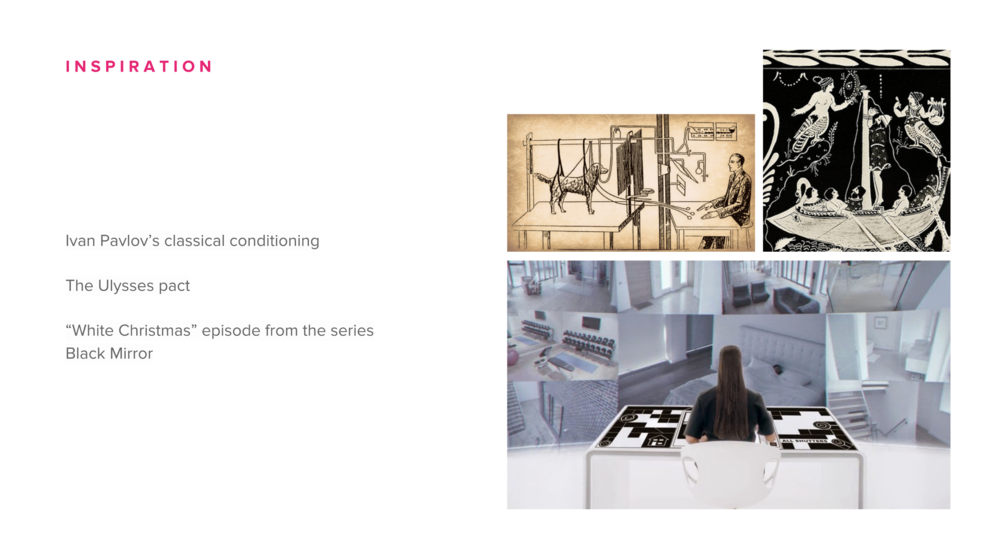 INSPIRATION
Ivan Pavlov’s classical conditioning
The Ulysses pact
“White Christmas” episode from the series
Black Mirror
ALL SHUTTERS